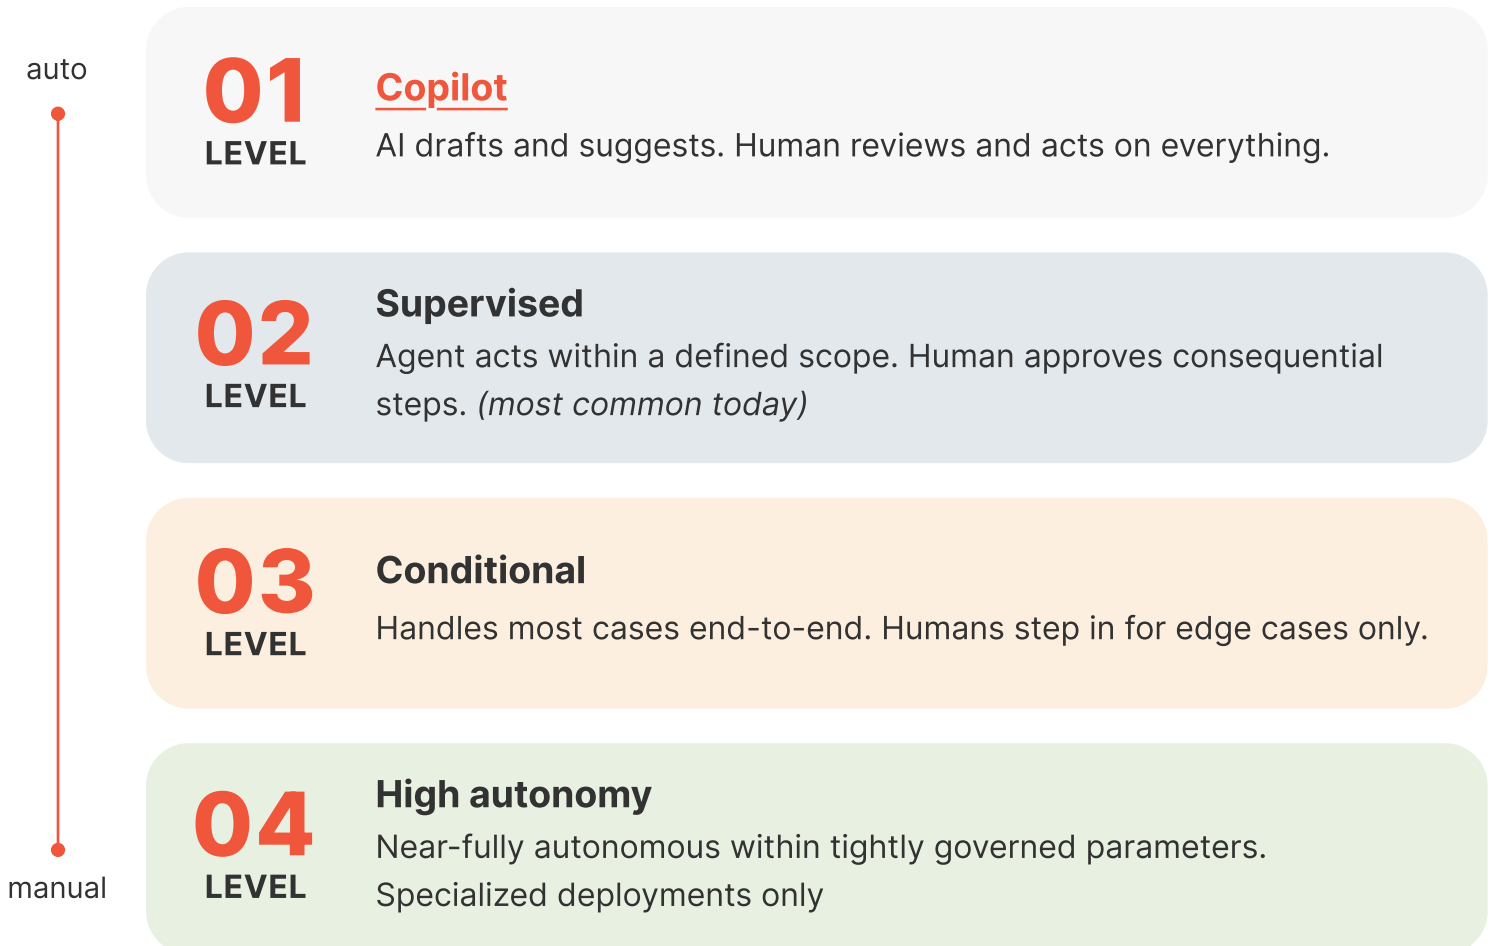 auto
01
LEVEL
Copilot
AI drafts and suggests. Human reviews and acts on everything.
02
LEVEL
Supervised
Agent acts within a defined scope. Human approves consequential
steps. (most common today)
03
LEVEL
Conditional
Handles most cases end-to-end. Humans step in for edge cases only.
04
LEVEL
High autonomy
Near-fully autonomous within tightly governed parameters.
Specialized deployments only
manual